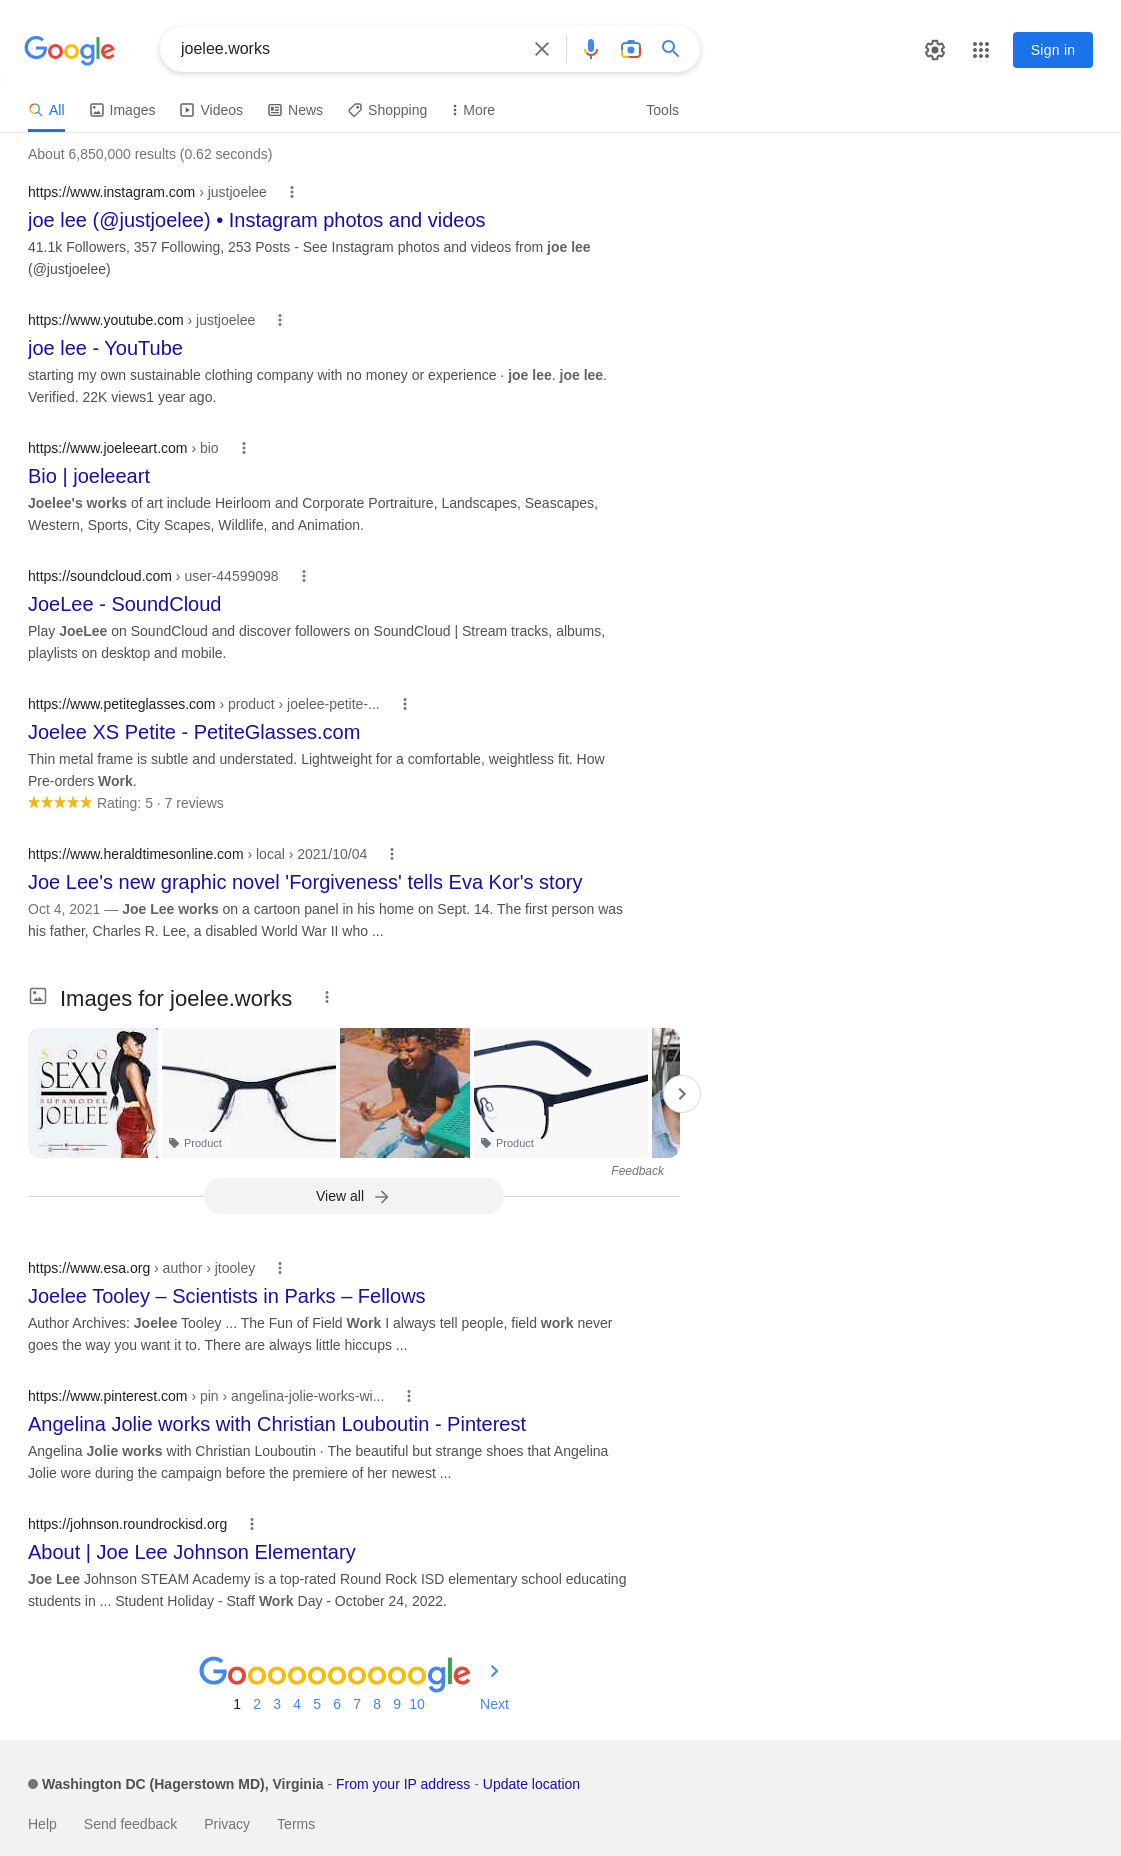 Google
joelee.works
Sign in
All
Images
Videos
News
Shopping
More
Tools
About 6,850,000 results (0.62 seconds)
https://www.instagram.com › justjoelee
joe lee (@justjoelee) • Instagram photos and videos
41.1k Followers, 357 Following, 253 Posts - See Instagram photos and videos from joe lee
(@justjoelee)
https://www.youtube.com › justjoelee
joe lee - YouTube
starting my own sustainable clothing company with no money or experience · joe lee. joe lee.
Verified. 22K views1 year ago.
https://www.joeleeart.com › bio
Bio | joeleeart
Joelee's works of art include Heirloom and Corporate Portraiture, Landscapes, Seascapes,
Western, Sports, City Scapes, Wildlife, and Animation.
https://soundcloud.com › user-44599098
JoeLee - SoundCloud
Play JoeLee on SoundCloud and discover followers on SoundCloud | Stream tracks, albums,
playlists on desktop and mobile.
https://www.petiteglasses.com › product › joelee-petite-...
Joelee XS Petite - PetiteGlasses.com
Thin metal frame is subtle and understated. Lightweight for a comfortable, weightless fit. How
Pre-orders Work.
Rating: 5 · 7 reviews
https://www.heraldtimesonline.com › local › 2021/10/04
Joe Lee's new graphic novel 'Forgiveness' tells Eva Kor's story
Oct 4, 2021 — Joe Lee works on a cartoon panel in his home on Sept. 14. The first person was
his father, Charles R. Lee, a disabled World War II who ...
Images for joelee.works
SOO
SEXY
SUPAMODEL
JOELEE
Product
Product
Feedback
View all
https://www.esa.org › author › jtooley
Joelee Tooley – Scientists in Parks – Fellows
Author Archives: Joelee Tooley ... The Fun of Field Work I always tell people, field work never
goes the way you want it to. There are always little hiccups ...
https://www.pinterest.com › pin › angelina-jolie-works-wi...
Angelina Jolie works with Christian Louboutin - Pinterest
Angelina Jolie works with Christian Louboutin · The beautiful but strange shoes that Angelina
Jolie wore during the campaign before the premiere of her newest ...
https://johnson.roundrockisd.org
About | Joe Lee Johnson Elementary
Joe Lee Johnson STEAM Academy is a top-rated Round Rock ISD elementary school educating
students in ... Student Holiday - Staff Work Day - October 24, 2022.
Goooooooooogle
1 2 3 4 5 6 7 8 9 10 Next
Washington DC (Hagerstown MD), Virginia - From your IP address - Update location
Help Send feedback Privacy Terms